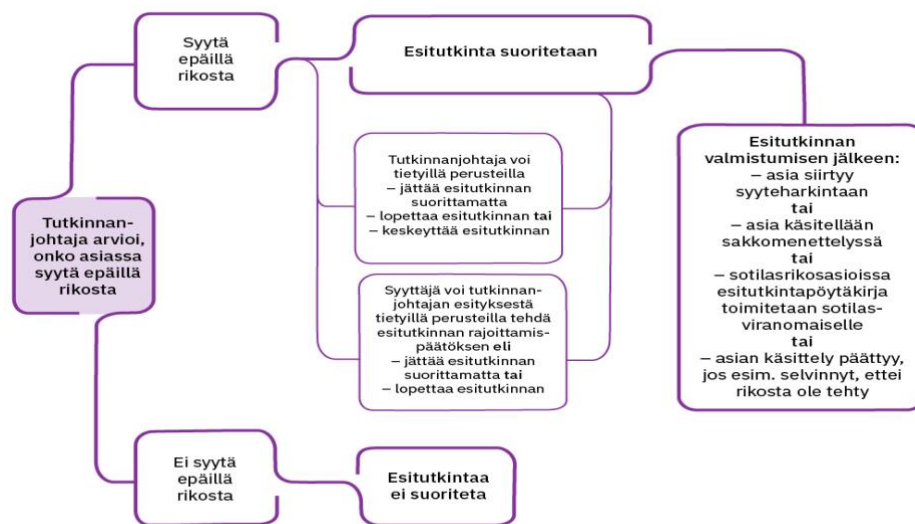 Syytä
epäillä
rikosta
Esitutkinta suoritetaan
Tutkinnanjohtaja voi
tietyillä perusteilla
– jättää esitutkinnan
suorittamatta
– lopettaa esitutkinnan tai
– keskeyttää esitutkinnan
Esitutkinnan
valmistumisen jälkeen:
– asia siirtyy
syyteharkintaan
tai
– asia käsitellään
sakkomenettelyssä
tai
– sotilasrikosasioissa
esitutkintapöytäkirja
toimitetaan sotilas-
viranomaiselle
tai
– asian käsittely päättyy,
jos esim. selvinnyt, ettei
rikosta ole tehty
Tutkinnan-
johtaja arvioi,
onko asiassa
syytä epäillä
rikosta
Syyttäjä voi tutkinnan-
johtajan esityksestä
tietyillä perusteilla tehdä
esitutkinnan rajoittamis-
päätöksen eli
– jättää esitutkinnan
suorittamatta tai
– lopettaa esitutkinnan
Ei syytä
epäillä
rikosta
Esitutkintaa
ei suoriteta